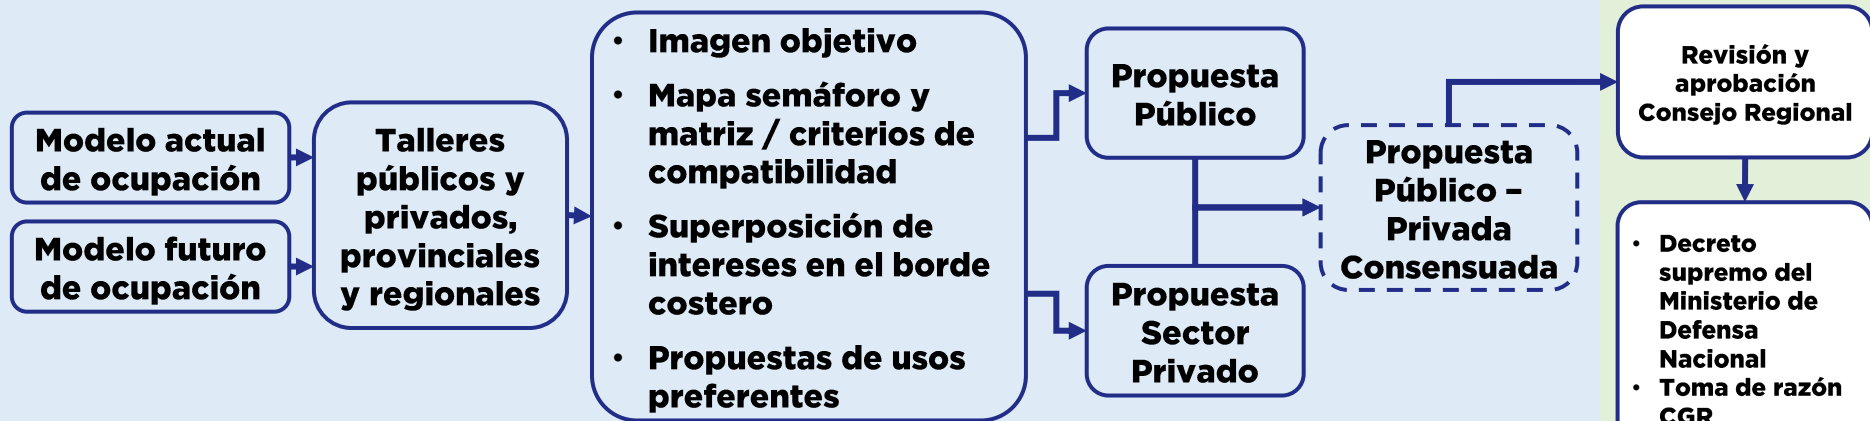 Modelo actual
de ocupación
Modelo futuro
de ocupación
Talleres
públicos y
privados,
provinciales
y regionales
• Imagen objetivo
• Mapa semáforo y
matriz / criterios de
compatibilidad
• Superposición de
intereses en el borde
costero
• Propuestas de usos
preferentes
Propuesta
Público
Propuesta
Sector
Privado
Propuesta
Público –
Privada
Consensuada
Revisión y
aprobación
Consejo Regional
• Decreto
supremo del
Ministerio de
Defensa
Nacional
• Toma de razón
CGR